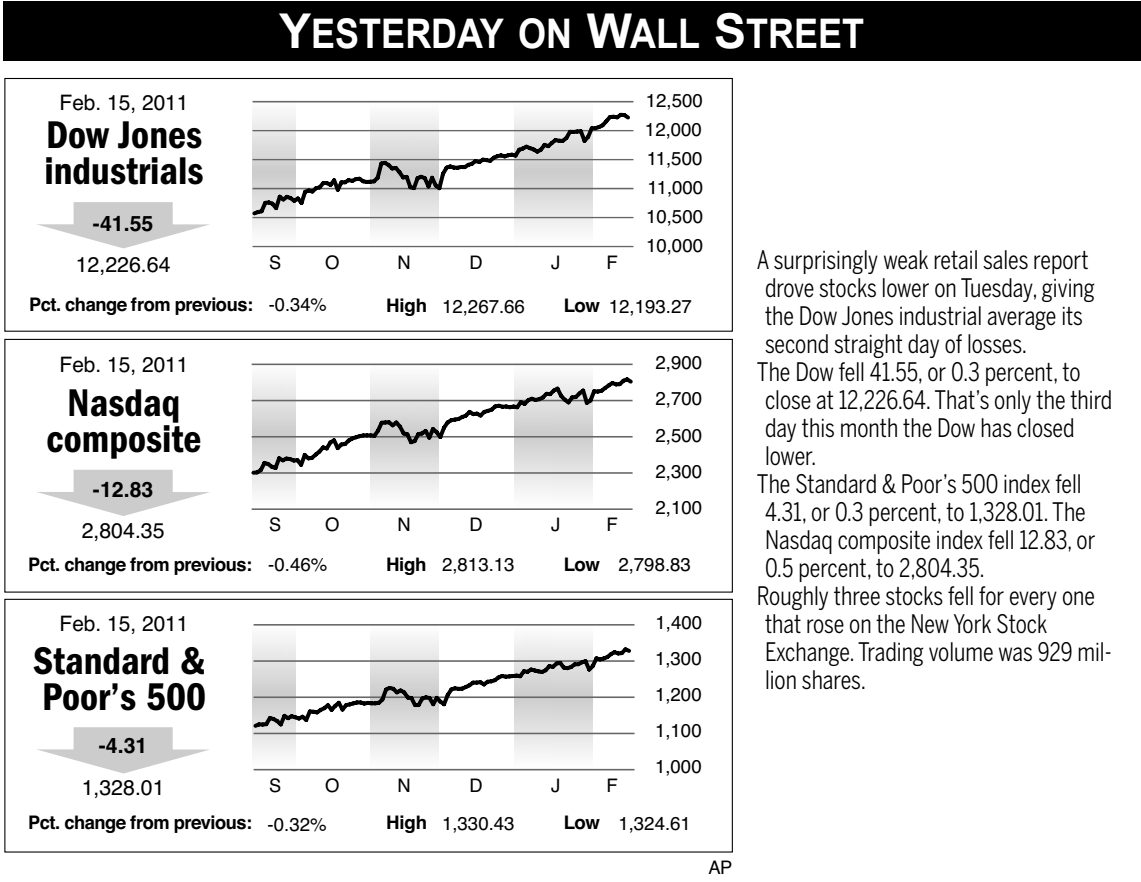 YESTERDAY ON WALL STREET
Feb. 15, 2011
Dow Jones
industrials
-41.55
12,226.64
12,500
12,000
11,500
11,000
10,500
10,000
S O N D J F
Pct. change from previous: -0.34% High 12,267.66 Low 12,193.27
Feb. 15, 2011
Nasdaq
composite
-12.83
2,804.35
2,900
2,700
2,500
2,300
2,100
S O N D J F
Pct. change from previous: -0.46% High 2,813.13 Low 2,798.83
Feb. 15, 2011
Standard &
Poor's 500
-4.31
1,328.01
1,400
1,300
1,200
1,100
1,000
S O N D J F
Pct. change from previous: -0.32% High 1,330.43 Low 1,324.61
AP
A surprisingly weak retail sales report
drove stocks lower on Tuesday, giving
the Dow Jones industrial average its
second straight day of losses.
The Dow fell 41.55, or 0.3 percent, to
close at 12,226.64. That's only the third
day this month the Dow has closed
lower.
The Standard & Poor's 500 index fell
4.31, or 0.3 percent, to 1,328.01. The
Nasdaq composite index fell 12.83, or
0.5 percent, to 2,804.35.
Roughly three stocks fell for every one
that rose on the New York Stock
Exchange. Trading volume was 929 mil-
lion shares.